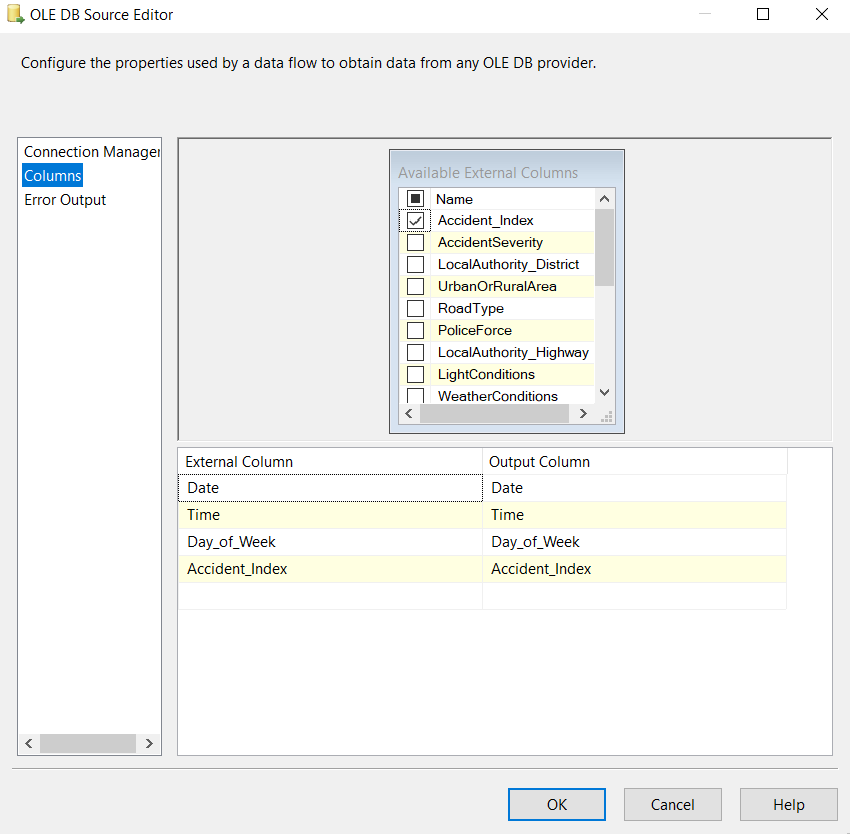 OLE DB Source Editor
Configure the properties used by a data flow to obtain data from any OLE DB provider.
Connection Manager
Columns
Error Output
Available External Columns
Name
Accident_Index
AccidentSeverity
LocalAuthority_District
UrbanOrRuralArea
RoadType
PoliceForce
LocalAuthority_Highway
LightConditions
WeatherConditions
External Column Output Column
Date Date
Time Time
Day_of_Week Day_of_Week
Accident_Index Accident_Index
OK Cancel Help